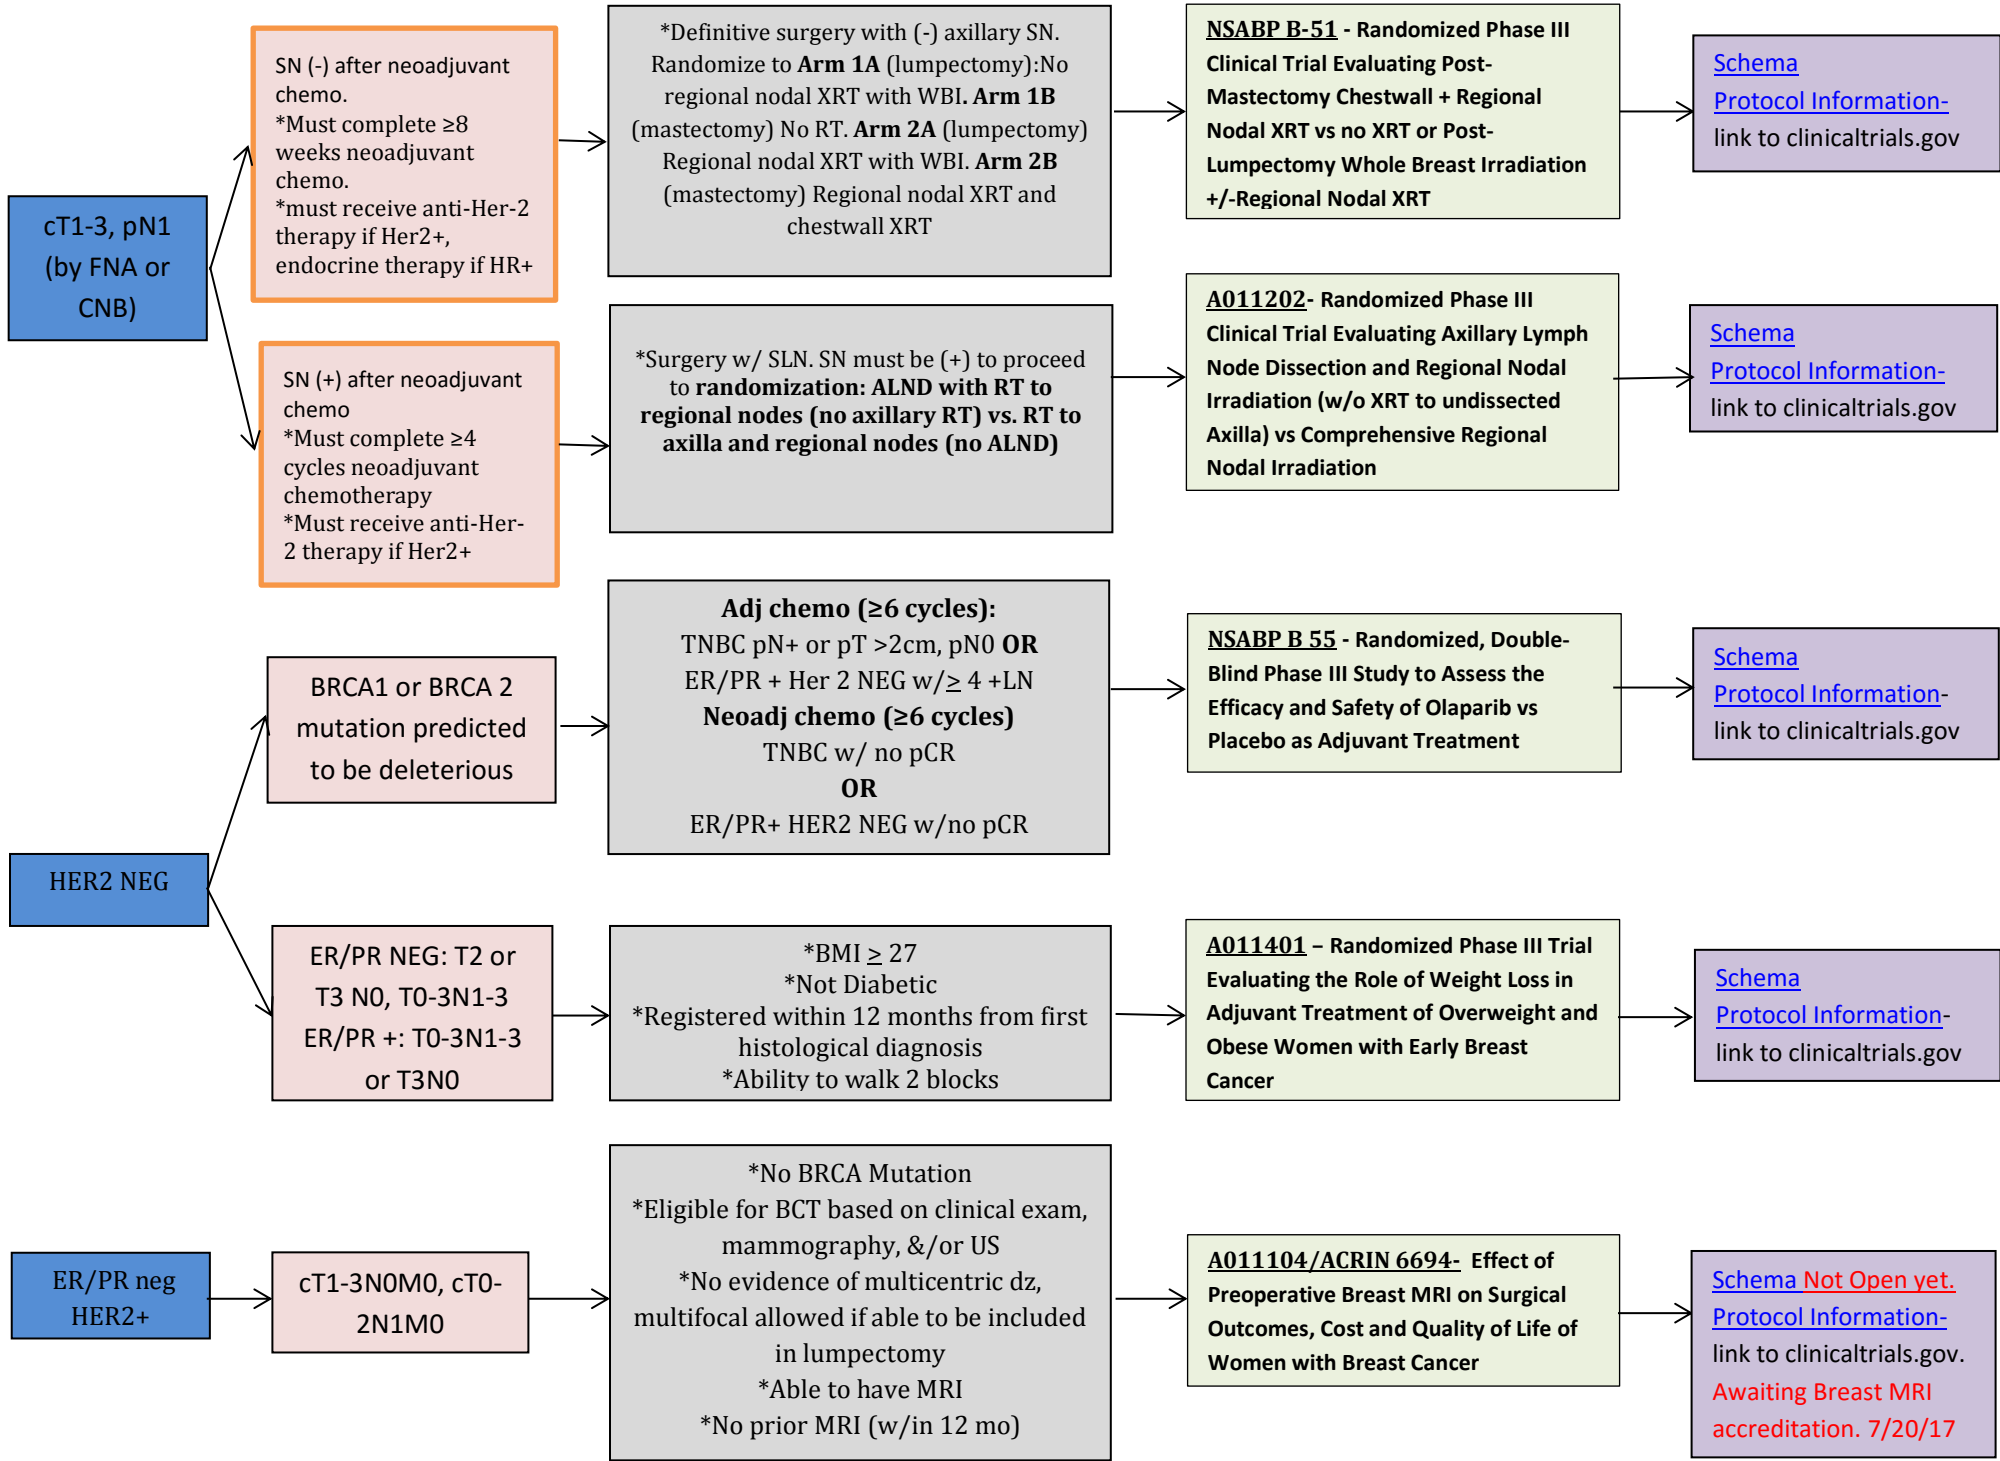 cT1-3, pN1
(by FNA or
CNB)
SN (-) after neoadjuvant
chemo.
*Must complete ≥8
weeks neoadjuvant
chemo.
*must receive anti-Her-2
therapy if Her2+,
endocrine therapy if HR+
*Definitive surgery with (-) axillary SN.
Randomize to Arm 1A (lumpectomy):No
regional nodal XRT with WBI. Arm 1B
(mastectomy) No RT. Arm 2A (lumpectomy)
Regional nodal XRT with WBI. Arm 2B
(mastectomy) Regional nodal XRT and
chestwall XRT
NSABP B-51 - Randomized Phase III
Clinical Trial Evaluating Post-
Mastectomy Chestwall + Regional
Nodal XRT vs no XRT or Post-
Lumpectomy Whole Breast Irradiation
+/-Regional Nodal XRT
Schema
Protocol Information-
link to clinicaltrials.gov
SN (+) after neoadjuvant
chemo
*Must complete ≥4
cycles neoadjuvant
chemotherapy
*Must receive anti-Her-
2 therapy if Her2+
*Surgery w/ SLN. SN must be (+) to proceed
to randomization: ALND with RT to
regional nodes (no axillary RT) vs. RT to
axilla and regional nodes (no ALND)
A011202- Randomized Phase III
Clinical Trial Evaluating Axillary Lymph
Node Dissection and Regional Nodal
Irradiation (w/o XRT to undissected
Axilla) vs Comprehensive Regional
Nodal Irradiation
Schema
Protocol Information-
link to clinicaltrials.gov
HER2 NEG
BRCA1 or BRCA 2
mutation predicted
to be deleterious
Adj chemo (≥6 cycles):
TNBC pN+ or pT >2cm, pN0 OR
ER/PR + Her 2 NEG w/≥ 4 +LN
Neoadj chemo (≥6 cycles)
TNBC w/ no pCR
OR
ER/PR+ HER2 NEG w/no pCR
NSABP B 55 - Randomized, Double-
Blind Phase III Study to Assess the
Efficacy and Safety of Olaparib vs
Placebo as Adjuvant Treatment
Schema
Protocol Information-
link to clinicaltrials.gov
ER/PR NEG: T2 or
T3 N0, T0-3N1-3
ER/PR +: T0-3N1-3
or T3N0
*BMI ≥ 27
*Not Diabetic
*Registered within 12 months from first
histological diagnosis
*Ability to walk 2 blocks
A011401 – Randomized Phase III Trial
Evaluating the Role of Weight Loss in
Adjuvant Treatment of Overweight and
Obese Women with Early Breast
Cancer
Schema
Protocol Information-
link to clinicaltrials.gov
ER/PR neg
HER2+
cT1-3N0M0, cT0-
2N1M0
*No BRCA Mutation
*Eligible for BCT based on clinical exam,
mammography, &/or US
*No evidence of multicentric dz,
multifocal allowed if able to be included
in lumpectomy
*Able to have MRI
*No prior MRI (w/in 12 mo)
A011104/ACRIN 6694- Effect of
Preoperative Breast MRI on Surgical
Outcomes, Cost and Quality of Life of
Women with Breast Cancer
Schema Not Open yet.
Protocol Information-
link to clinicaltrials.gov.
Awaiting Breast MRI
accreditation. 7/20/17